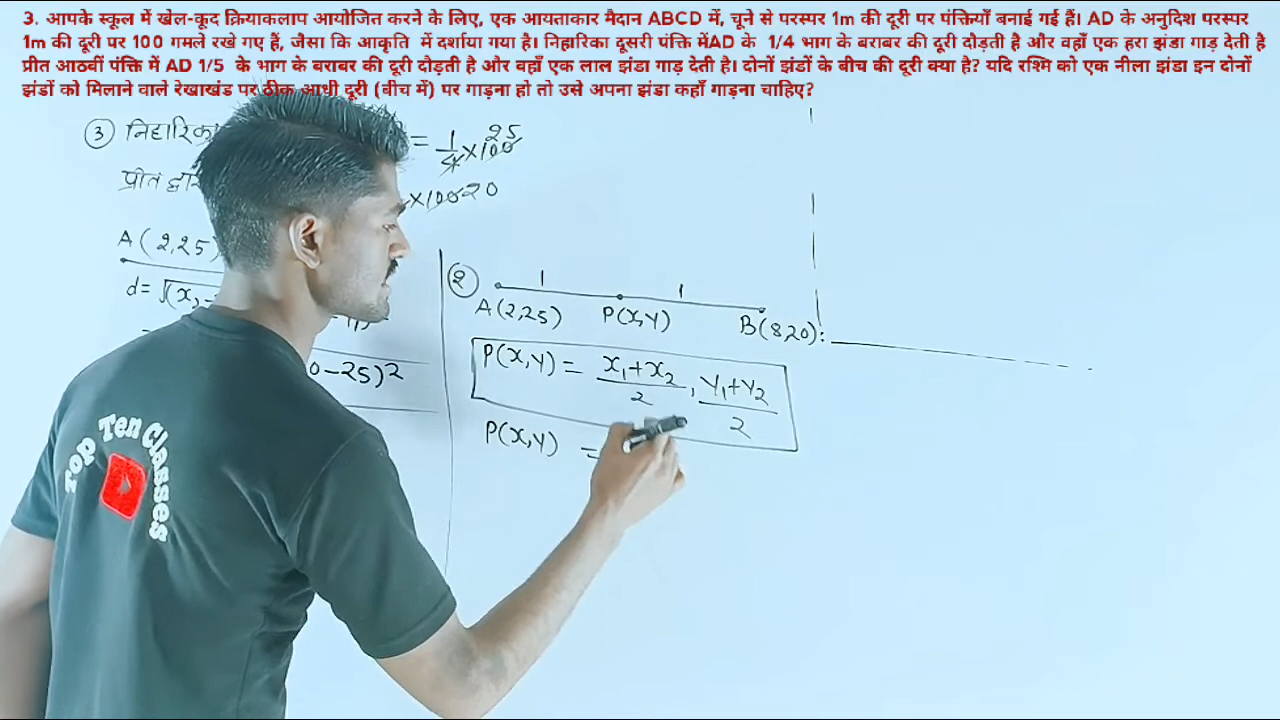 3. आपके स्कूल में खेल-कूद क्रियाकलाप आयोजित करने के लिए, एक आयताकार मैदान ABCD में, चूने से परस्पर 1m की दूरी पर पंक्तियाँ बनाई गई हैं। AD के अनुदिश परस्पर
1m की दूरी पर 100 गमले रखे गए हैं, जैसा कि आकृति में दर्शाया गया है। निहारिका दूसरी पंक्ति मेंAD के 1/4 भाग के बराबर की दूरी दौड़ती है और वहाँ एक हरा झंडा गाड़ देती है
प्रीत आठवीं पंक्ति में AD 1/5 के भाग के बराबर की दूरी दौड़ती है और वहाँ एक लाल झंडा गाड़ देती है। दोनों झंडों के बीच की दूरी क्या है? यदि रश्मि को एक नीला झंडा इन दोनों
झंडों को मिलाने वाले रेखाखंड पर ठीक आधी दूरी (बीच में) पर गाड़ना हो तो उसे अपना झंडा कहाँ गाड़ना चाहिए?
③ निहारिका = 1/4 × 100 25
प्रीत ×100 20
A(2,25)
d=√(x₂
0-25)²
② 1 1
A(2,25) P(x,y) B(8,20)
P(x,y) = x₁+x₂/2 , y₁+y₂/2
P(x,y) =
Top Ten Classes